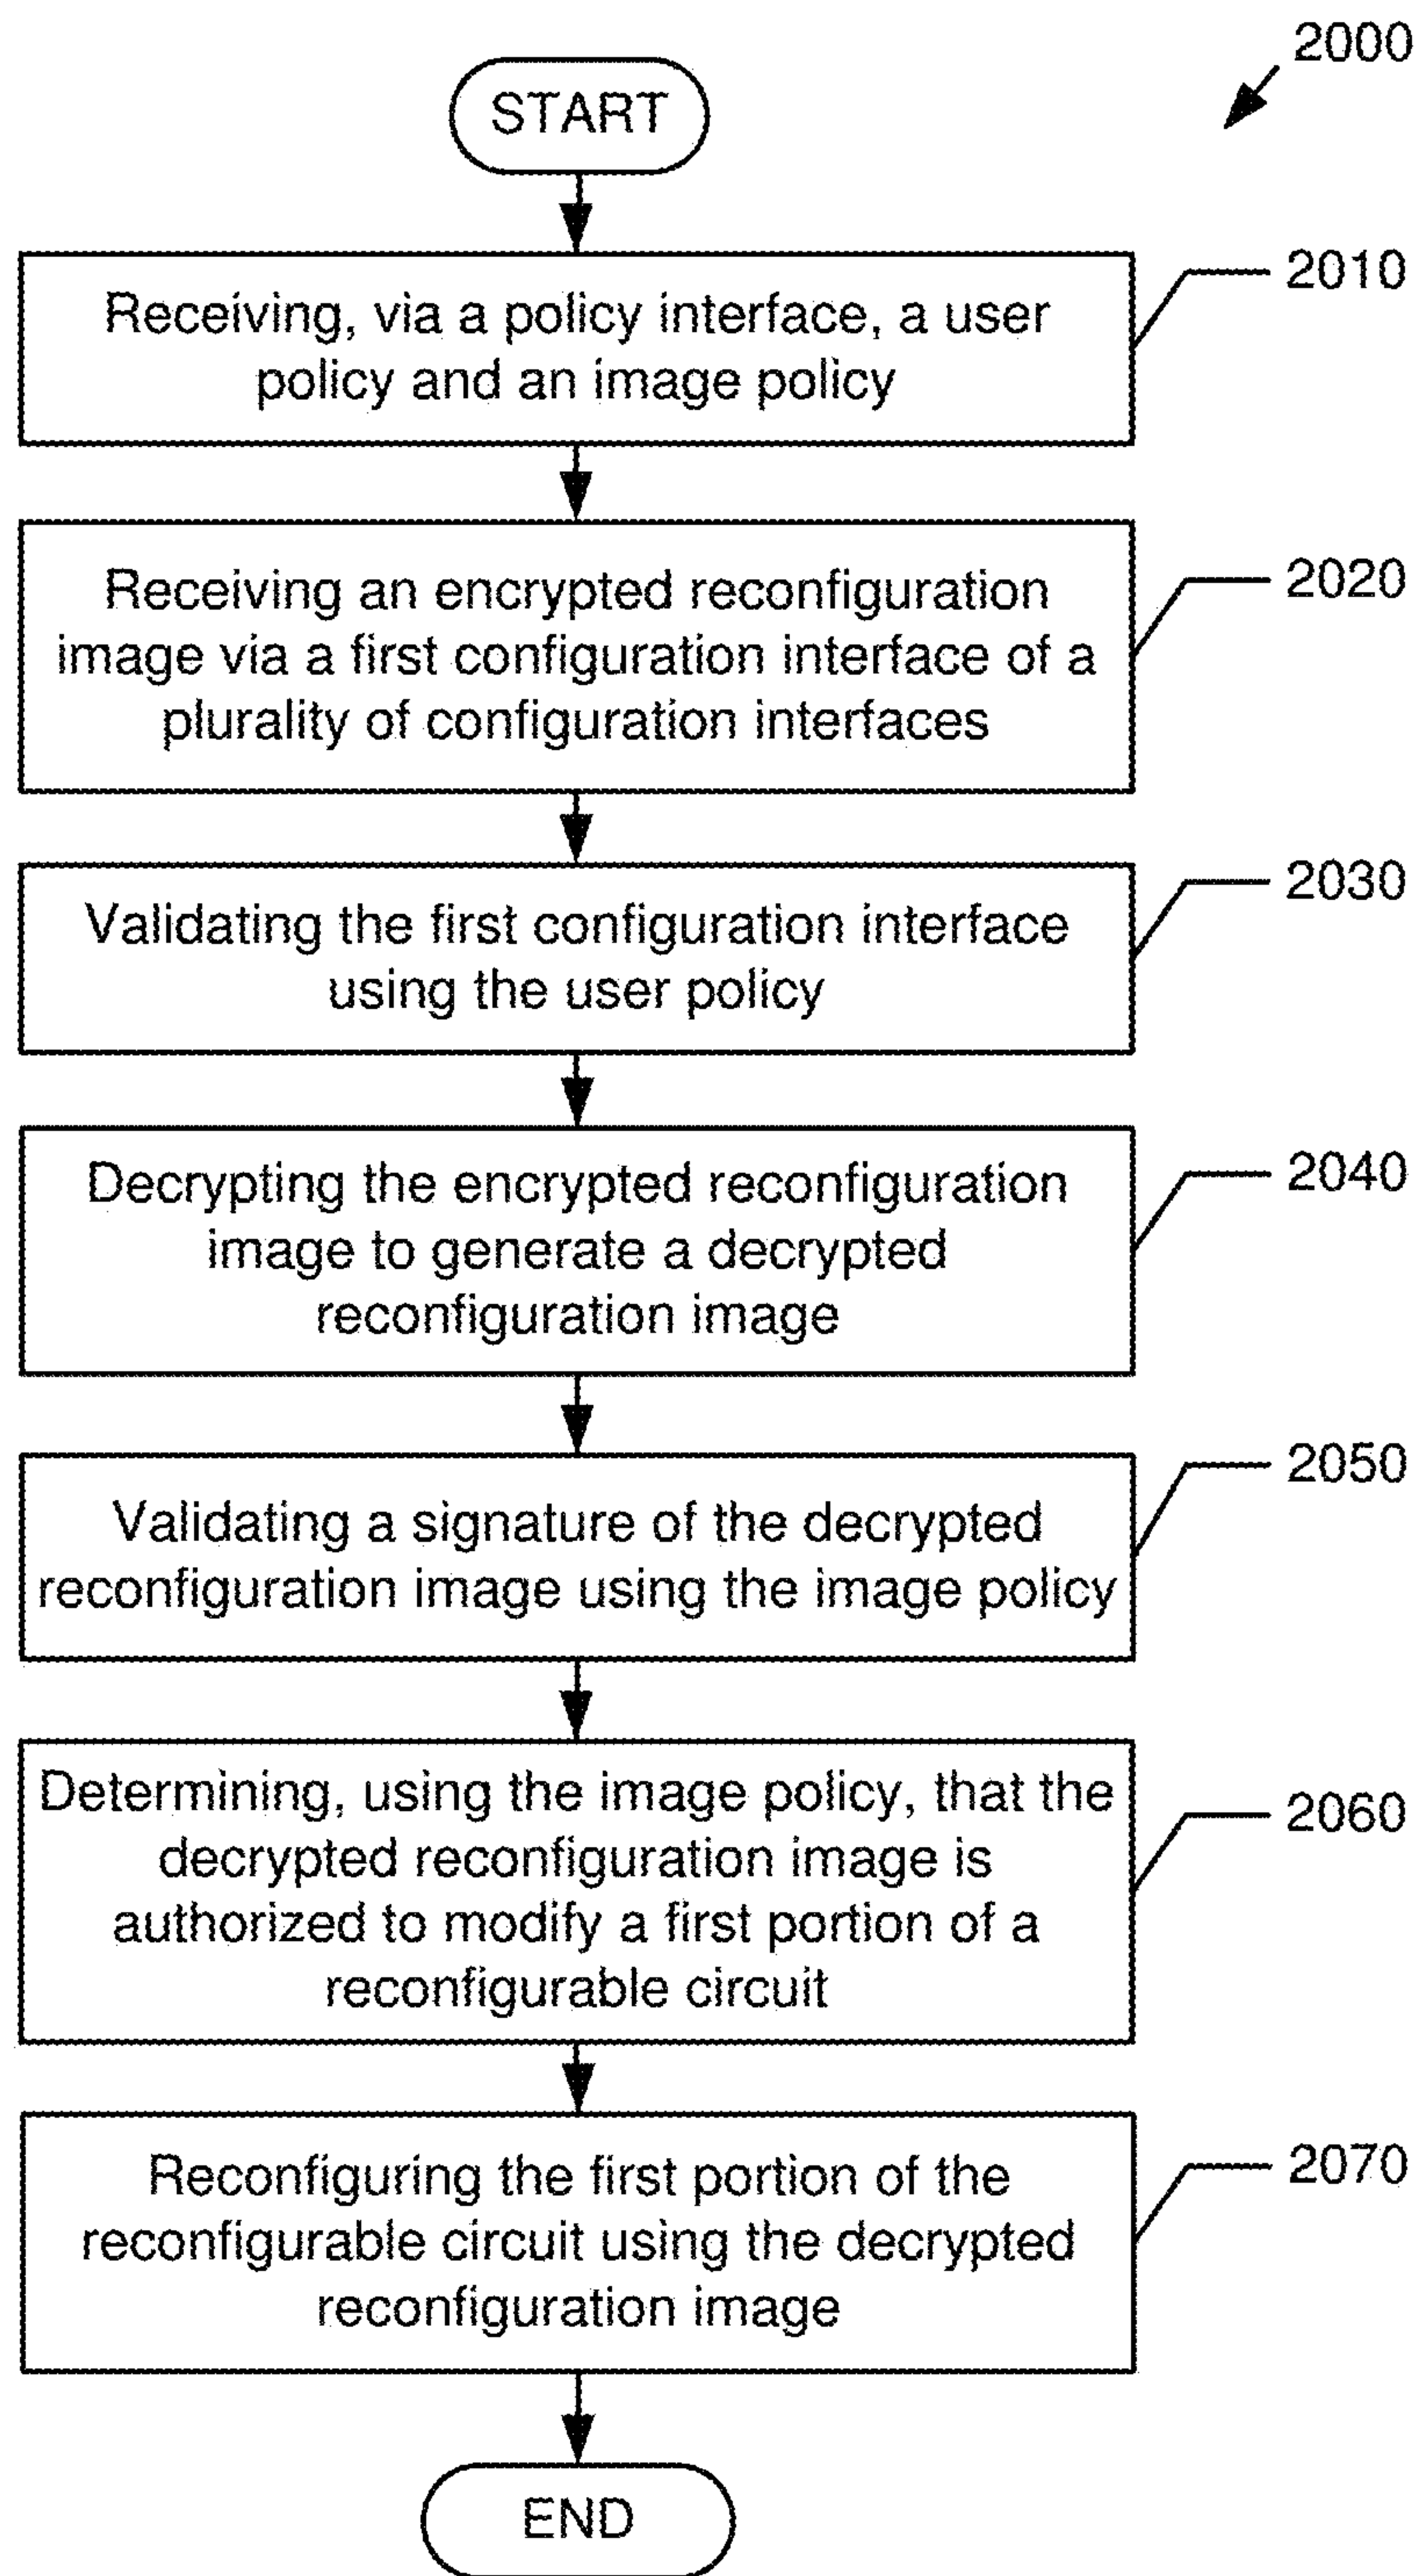 2000
START
Receiving, via a policy interface, a user
policy and an image policy
2010
Receiving an encrypted reconfiguration
image via a first configuration interface of a
plurality of configuration interfaces
2020
Validating the first configuration interface
using the user policy
2030
Decrypting the encrypted reconfiguration
image to generate a decrypted
reconfiguration image
2040
Validating a signature of the decrypted
reconfiguration image using the image policy
2050
Determining, using the image policy, that the
decrypted reconfiguration image is
authorized to modify a first portion of a
reconfigurable circuit
2060
Reconfiguring the first portion of the
reconfigurable circuit using the decrypted
reconfiguration image
2070
END